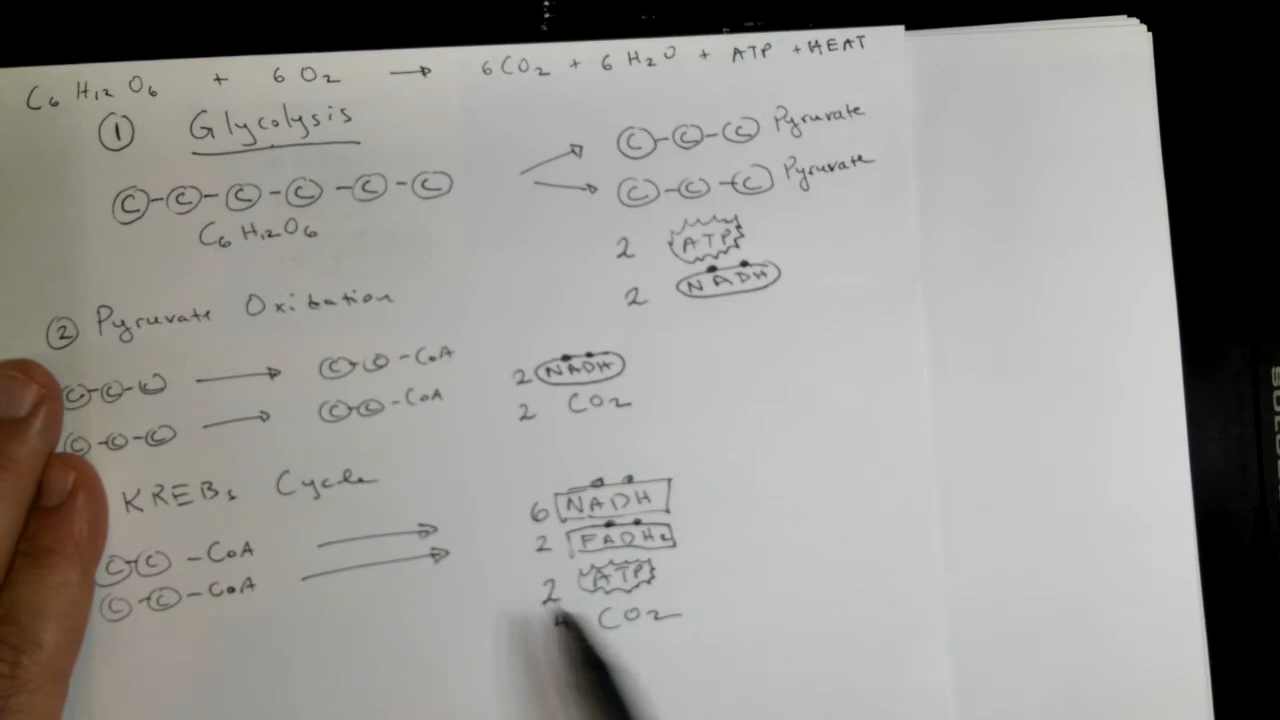 C6 H12 O6 + 6 O2 → 6 CO2 + 6 H2O + ATP + HEAT
① Glycolysis
C-C-C-C-C-C
C6 H12 O6
C-C-C Pyruvate
C-C-C Pyruvate
2 ATP
2 NADH
② Pyruvate Oxidation
C-C-C → C-C-CoA 2 NADH
C-C-C → C-C-CoA 2 CO2
KREBs Cycle
C C -CoA → 6 NADH
C-C-CoA → 2 FADH2
2 ATP
4 CO2